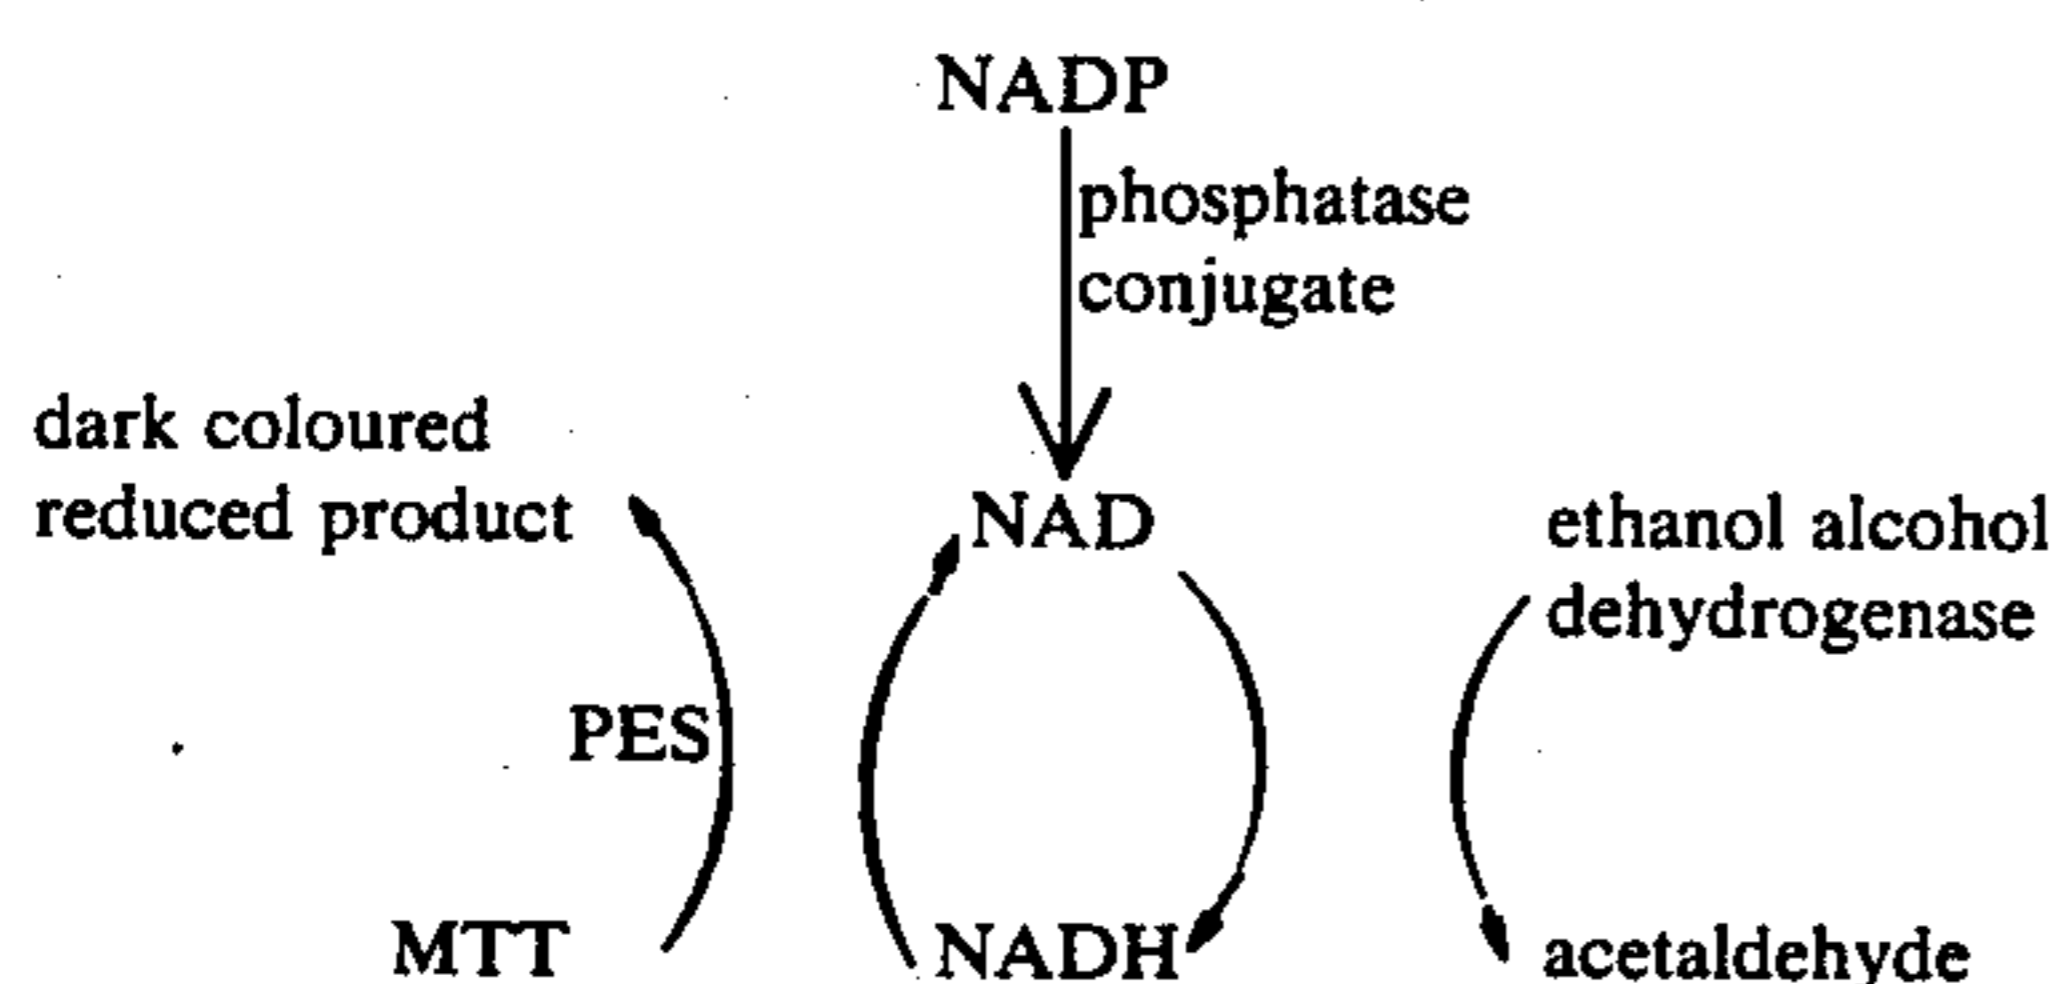 NADP
phosphatase
conjugate
dark coloured
reduced product
NAD
ethanol alcohol
dehydrogenase
PES
MTT
NADH
acetaldehyde